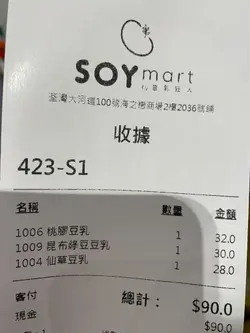 SOYmart
荃灣大河道100號海之戀商場2樓2036號舖
收據
423-S1
名稱 數量 金額
1006 桃膠豆乳 1 32.0
1009 昆布綠豆豆乳 1 30.0
1004 仙草豆乳 1 28.0
總計： $90.0
客付 $90.0
現金